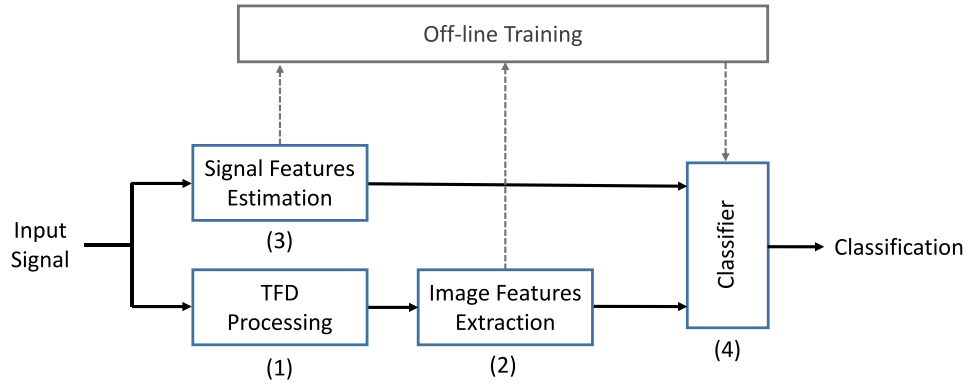 Off-line Training
Signal Features
Estimation
(3)
Input
Signal
TFD
Processing
(1)
Image Features
Extraction
(2)
Classifier
(4)
Classification